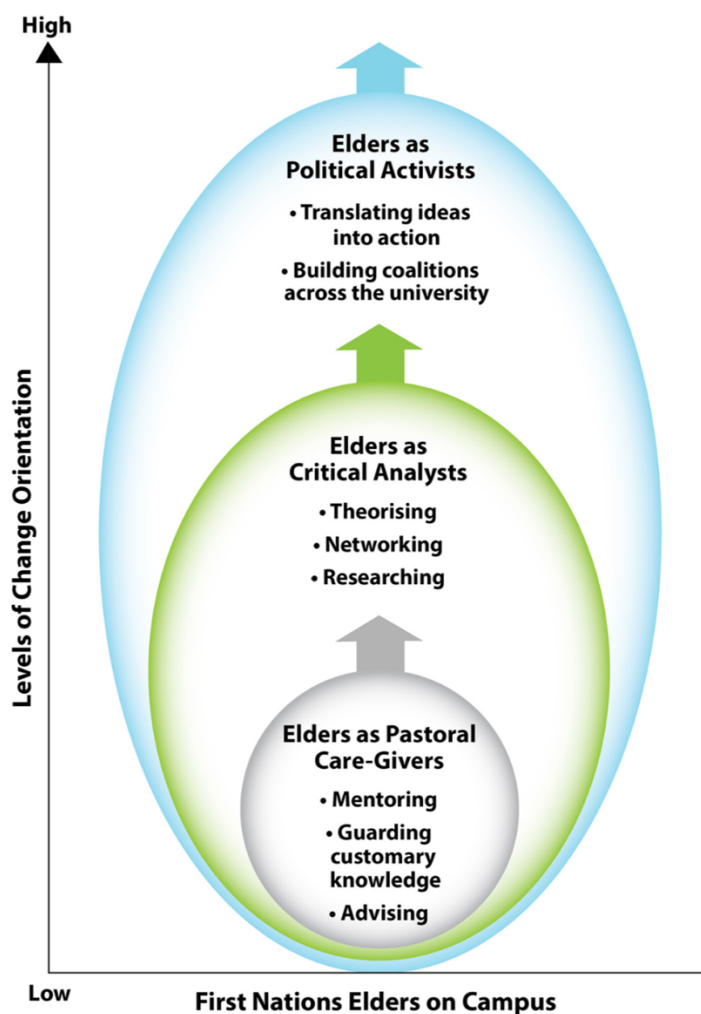 High
Elders as
Political Activists
• Translating ideas
into action
• Building coalitions
across the university
Levels of Change Orientation
Elders as
Critical Analysts
• Theorising
• Networking
• Researching
Elders as Pastoral
Care-Givers
• Mentoring
• Guarding
customary
knowledge
• Advising
Low
First Nations Elders on Campus